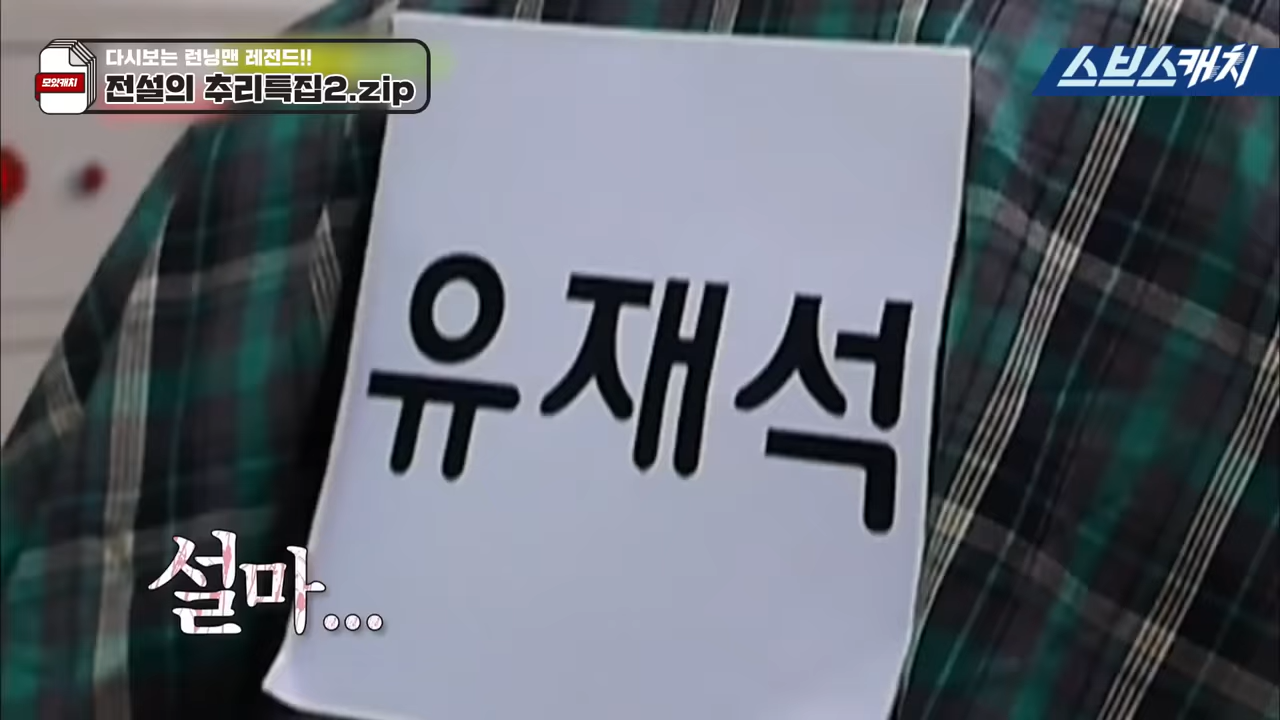 다시보는 런닝맨 레전드!!
모았캐치
전설의 추리특집2.zip
스브스캐치
유재석
설마...